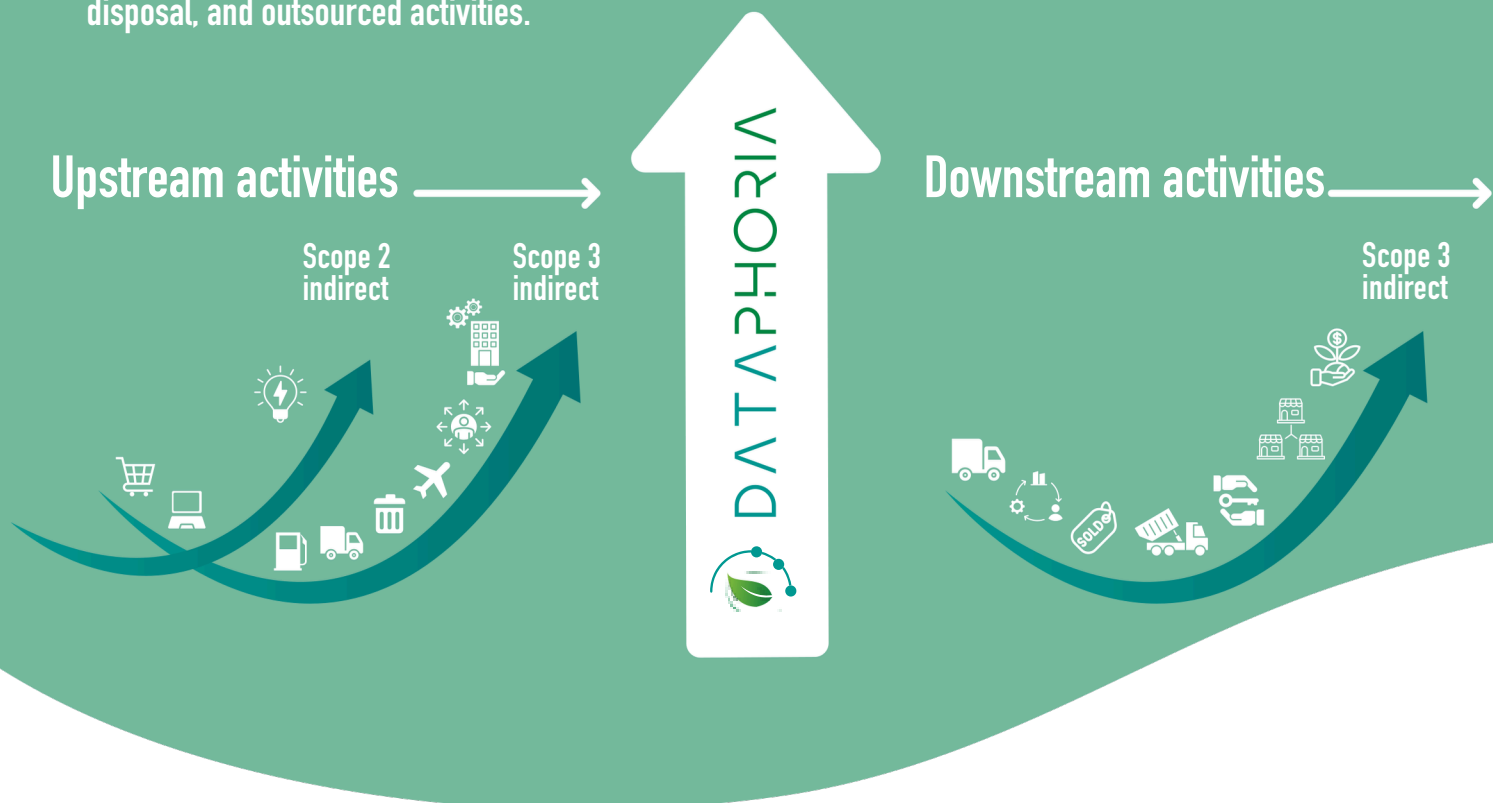 disposal, and outsourced activities.
Upstream activities
Scope 2
indirect
Scope 3
indirect
DATAPHORIA
Downstream activities
Scope 3
indirect
$
SOLD